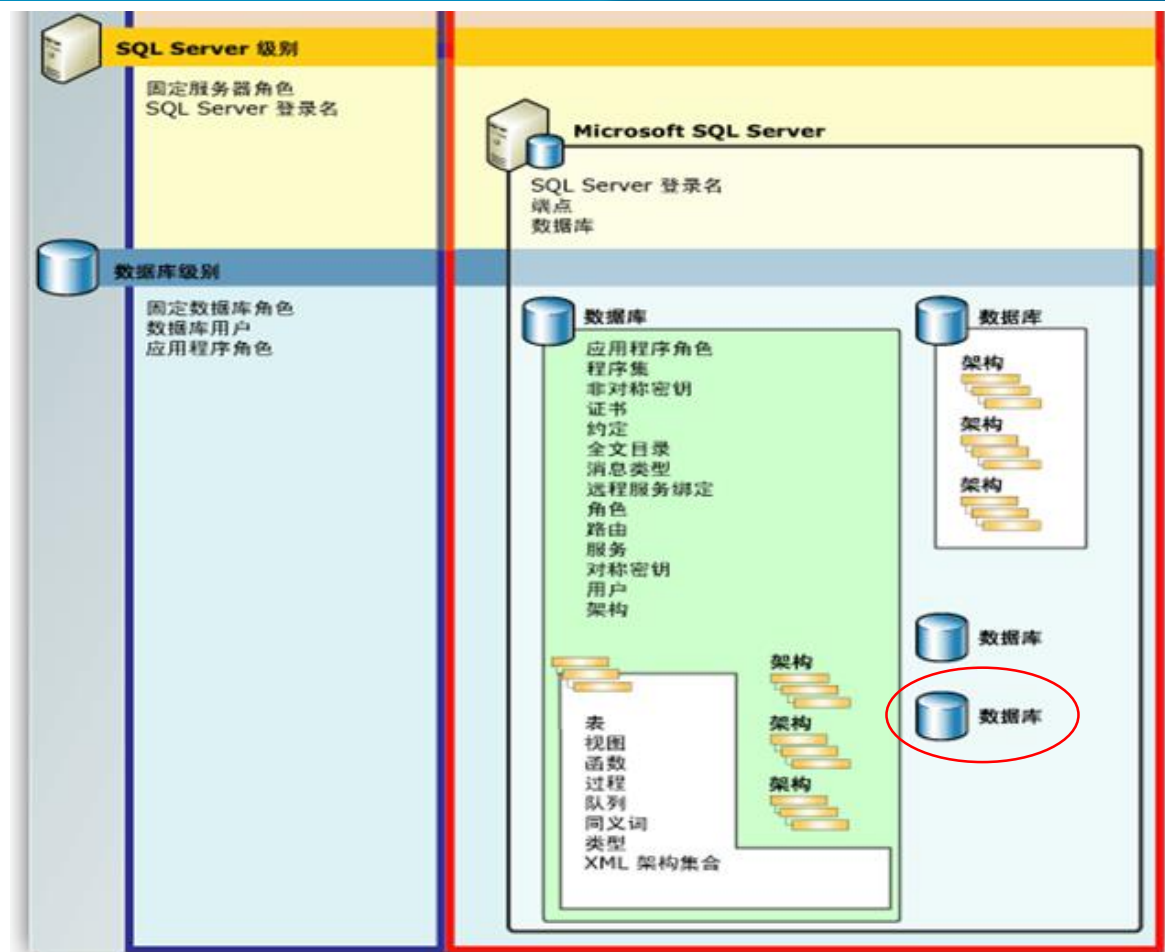 SQL Server 级别
固定服务器角色
SQL Server 登录名
Microsoft SQL Server
SQL Server 登录名
端点
数据库
数据库级别
固定数据库角色
数据库用户
应用程序角色
数据库
应用程序角色
程序集
非对称密钥
证书
约定
全文目录
消息类型
远程服务绑定
角色
路由
服务
对称密钥
用户
架构
表
视图
函数
过程
队列
同义词
类型
XML 架构集合
架构
架构
架构
数据库
架构
架构
架构
数据库
数据库